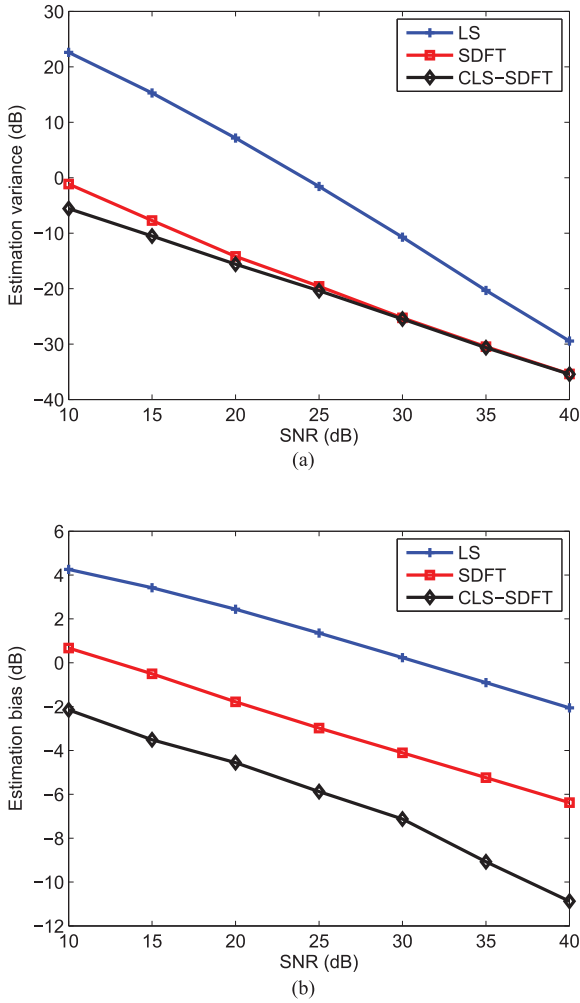 30
20
10
0
−10
−20
−30
−40
Estimation variance (dB)
LS
SDFT
CLS−SDFT
10 15 20 25 30 35 40
SNR (dB)
(a)
6
4
2
0
−2
−4
−6
−8
−10
−12
Estimation bias (dB)
LS
SDFT
CLS−SDFT
10 15 20 25 30 35 40
SNR (dB)
(b)